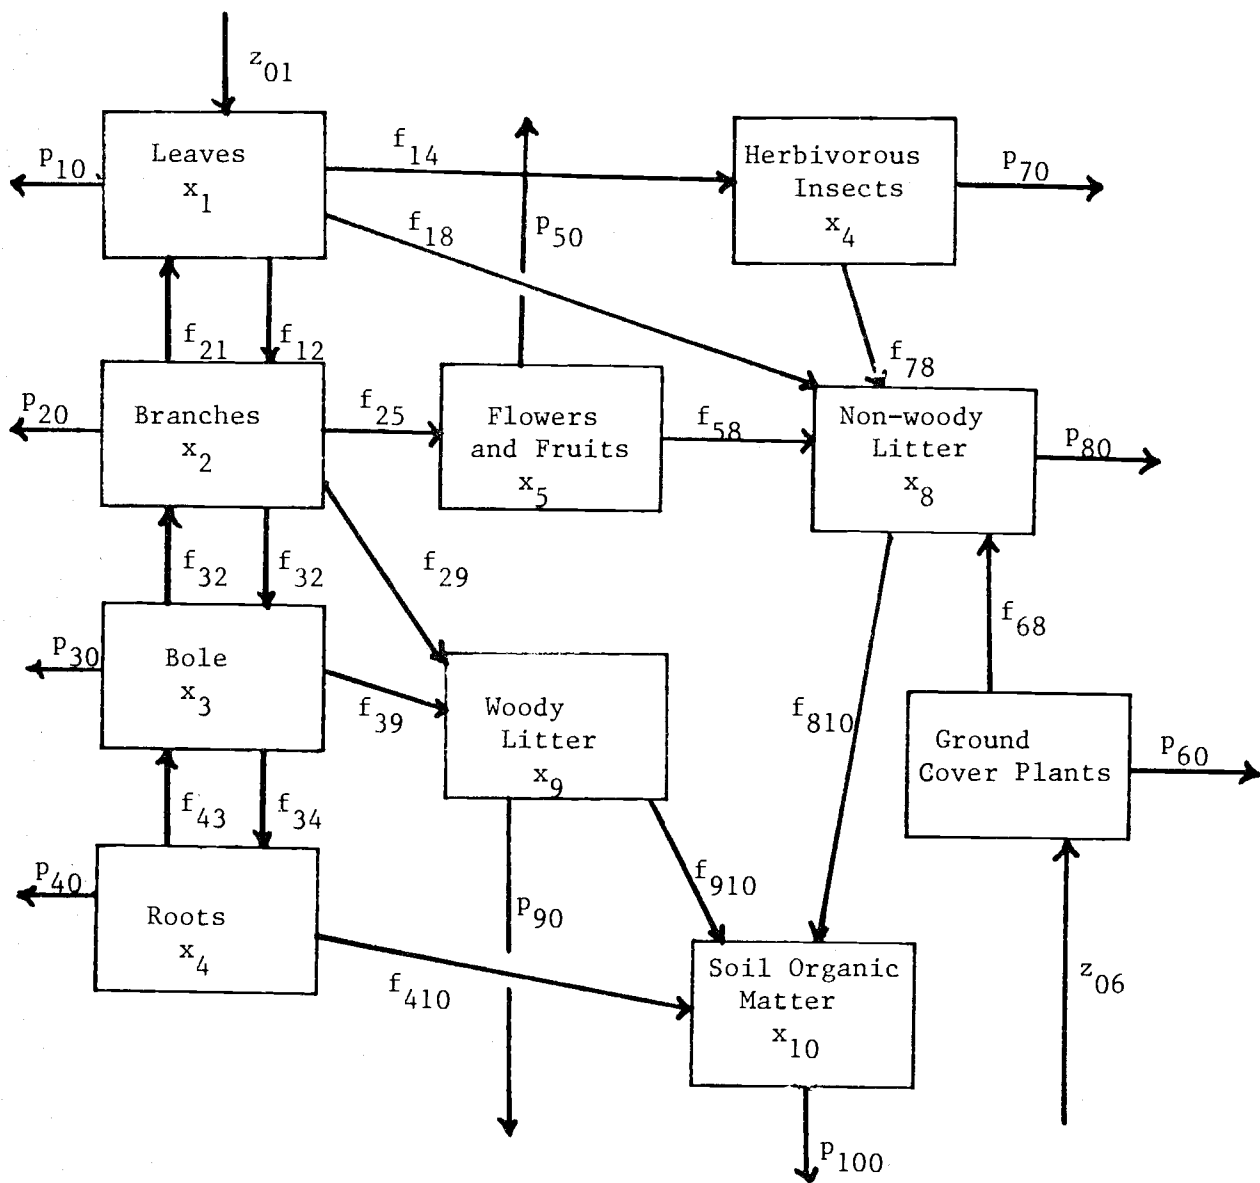 z01
Leaves
x1
p10
f14
Herbivorous
Insects
x4
p70
f18
p50
f21
f12
f78
Branches
x2
p20
f25
Flowers
and Fruits
x5
f58
Non-woody
Litter
x8
p80
f32
f32
f29
f68
Bole
x3
p30
f39
Woody
Litter
x9
f810
Ground
Cover Plants
p60
f43
f34
p40
Roots
x4
f910
p90
f410
Soil Organic
Matter
x10
z06
p100